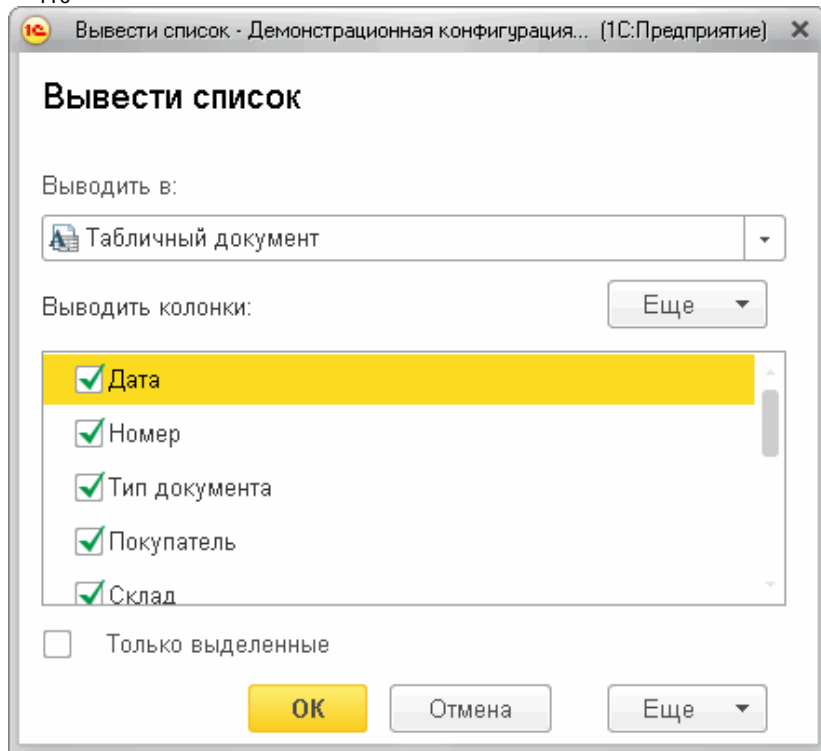 Вывести список - Демонстрационная конфигурация... (1С:Предприятие)
Вывести список
Выводить в:
Табличный документ
Выводить колонки:
Еще
Дата
Номер
Тип документа
Покупатель
Склад
Только выделенные
ОК Отмена Еще